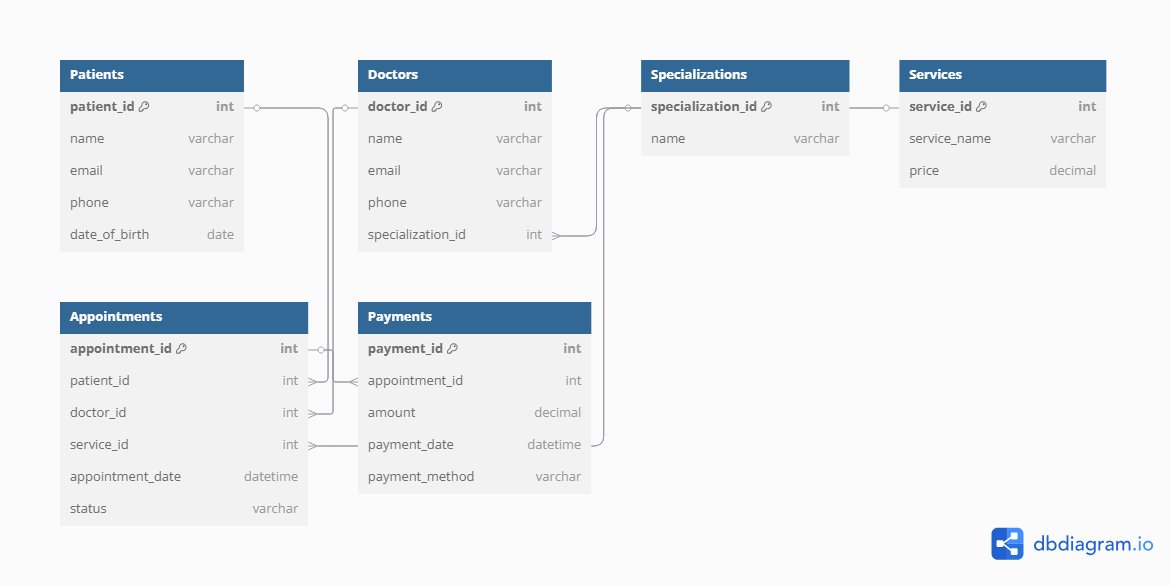 Patients
patient_id int
name varchar
email varchar
phone varchar
date_of_birth date
Doctors
doctor_id int
name varchar
email varchar
phone varchar
specialization_id int
Specializations
specialization_id int
name varchar
Services
service_id int
service_name varchar
price decimal
Appointments
appointment_id int
patient_id int
doctor_id int
service_id int
appointment_date datetime
status varchar
Payments
payment_id int
appointment_id int
amount decimal
payment_date datetime
payment_method varchar
dbdiagram.io